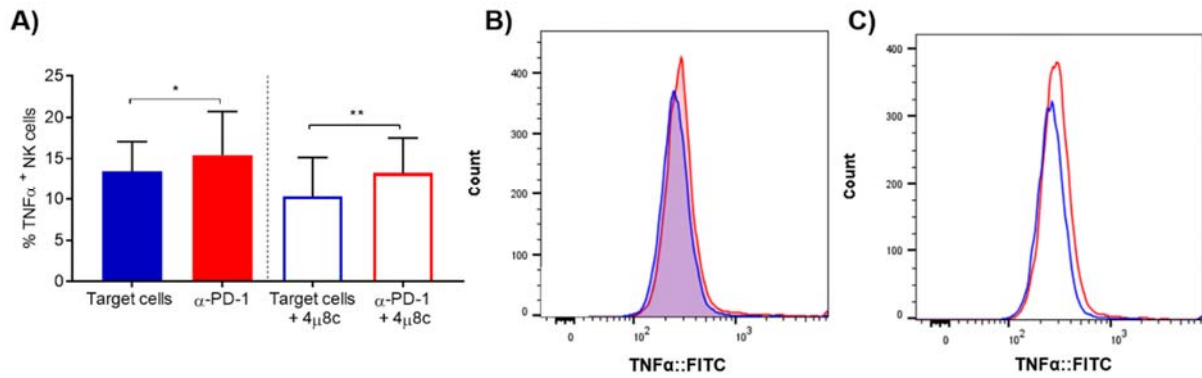 A)
% TNFα⁺ NK cells
25
20
15
10
5
0
*
**
Target cells
α-PD-1
Target cells
+ 4μ8c
α-PD-1
+ 4μ8c
B)
Count
400
300
200
100
0
0
10²
10³
TNFα::FITC
C)
Count
400
300
200
100
0
0
10²
10³
TNFα::FITC